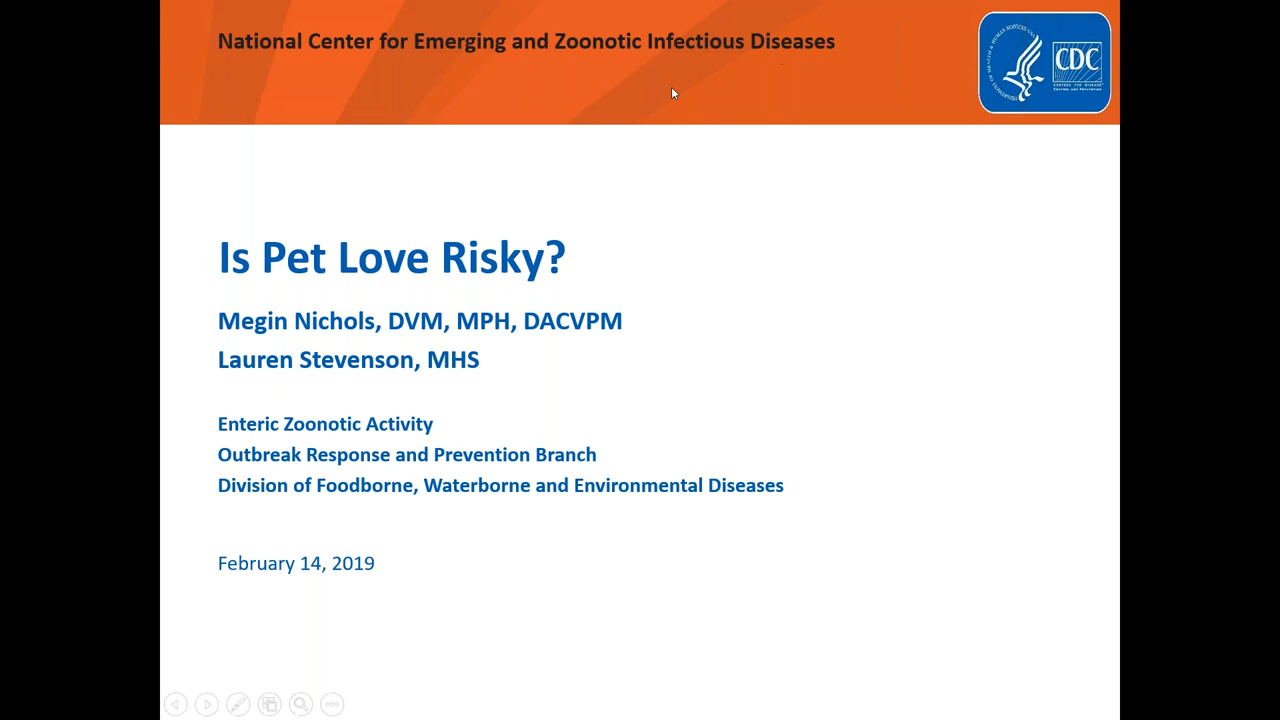 National Center for Emerging and Zoonotic Infectious Diseases
CDC
Is Pet Love Risky?
Megin Nichols, DVM, MPH, DACVPM
Lauren Stevenson, MHS
Enteric Zoonotic Activity
Outbreak Response and Prevention Branch
Division of Foodborne, Waterborne and Environmental Diseases
February 14, 2019